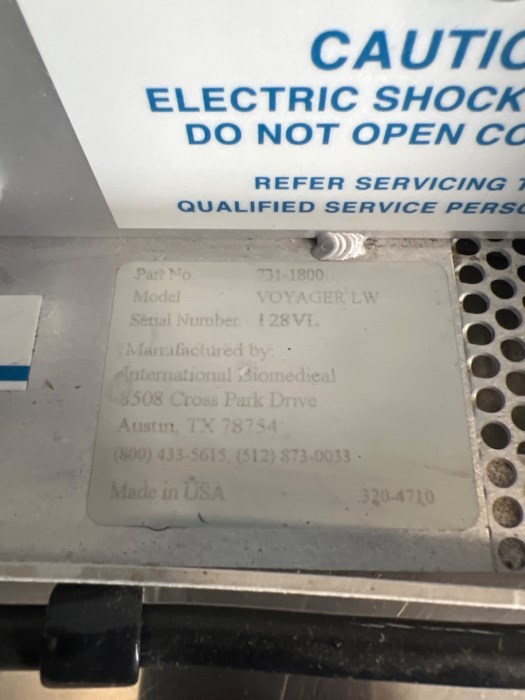 CAUTIO
ELECTRIC SHOCK
DO NOT OPEN CO
REFER SERVICING T
QUALIFIED SERVICE PERSO
Part No. 731-1800
Model VOYAGER LW
Serial Number 128VL
Manufactured by:
International Biomedical
8508 Cross Park Drive
Austin, TX 78754
(800) 433-5615, (512) 873-0033
Made in USA 320-4710